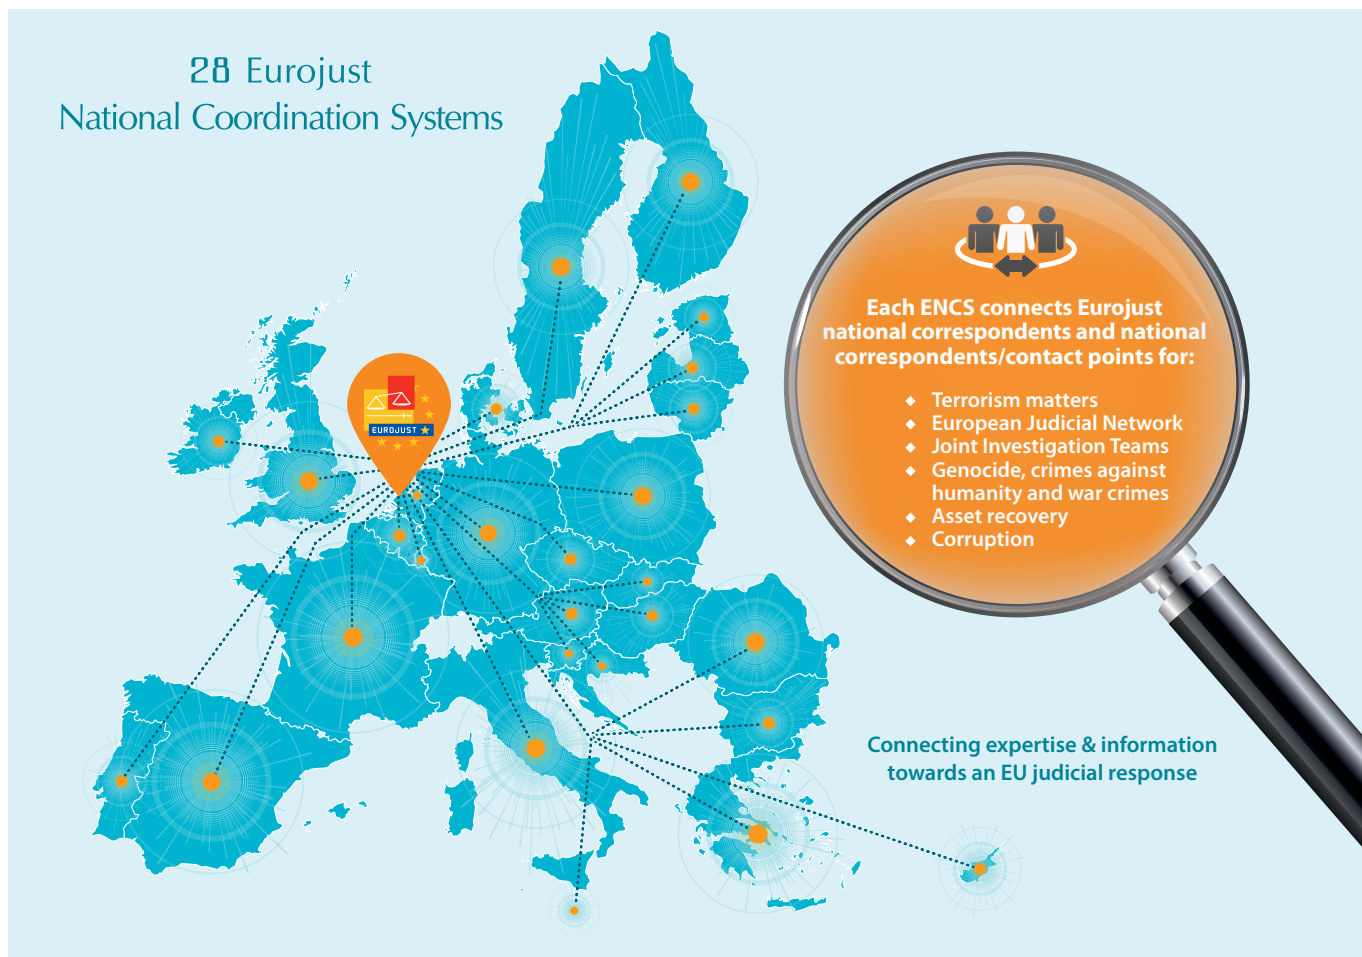 28 Eurojust
National Coordination Systems
EUROJUST
Each ENCS connects Eurojust
national correspondents and national
correspondents/contact points for:
◆ Terrorism matters
◆ European Judicial Network
◆ Joint Investigation Teams
◆ Genocide, crimes against
humanity and war crimes
◆ Asset recovery
◆ Corruption
Connecting expertise & information
towards an EU judicial response